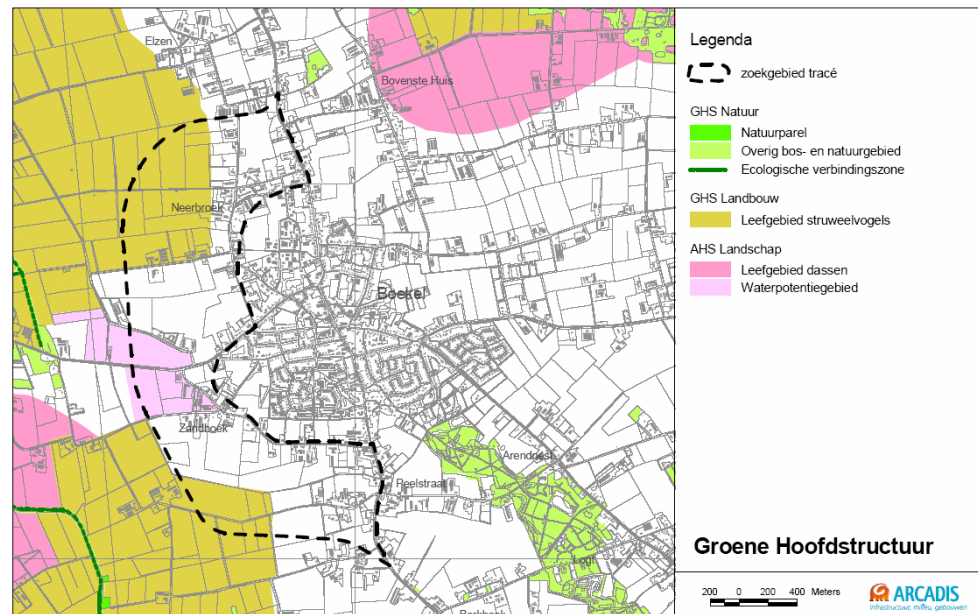 Elzen
Bovenste Huis
Neerbroek
Boekel
Zandhoek
Arendnest
Peelstraat
Logt
Berkhoek
Legenda
zoekgebied tracé
GHS Natuur
Natuurparel
Overig bos- en natuurgebied
Ecologische verbindingszone
GHS Landbouw
Leefgebied struweelvogels
AHS Landschap
Leefgebied dassen
Waterpotentiegebied
Groene Hoofdstructuur
200 0 200 400 Meters
ARCADIS
Infrastructuur, milieu, gebouwen